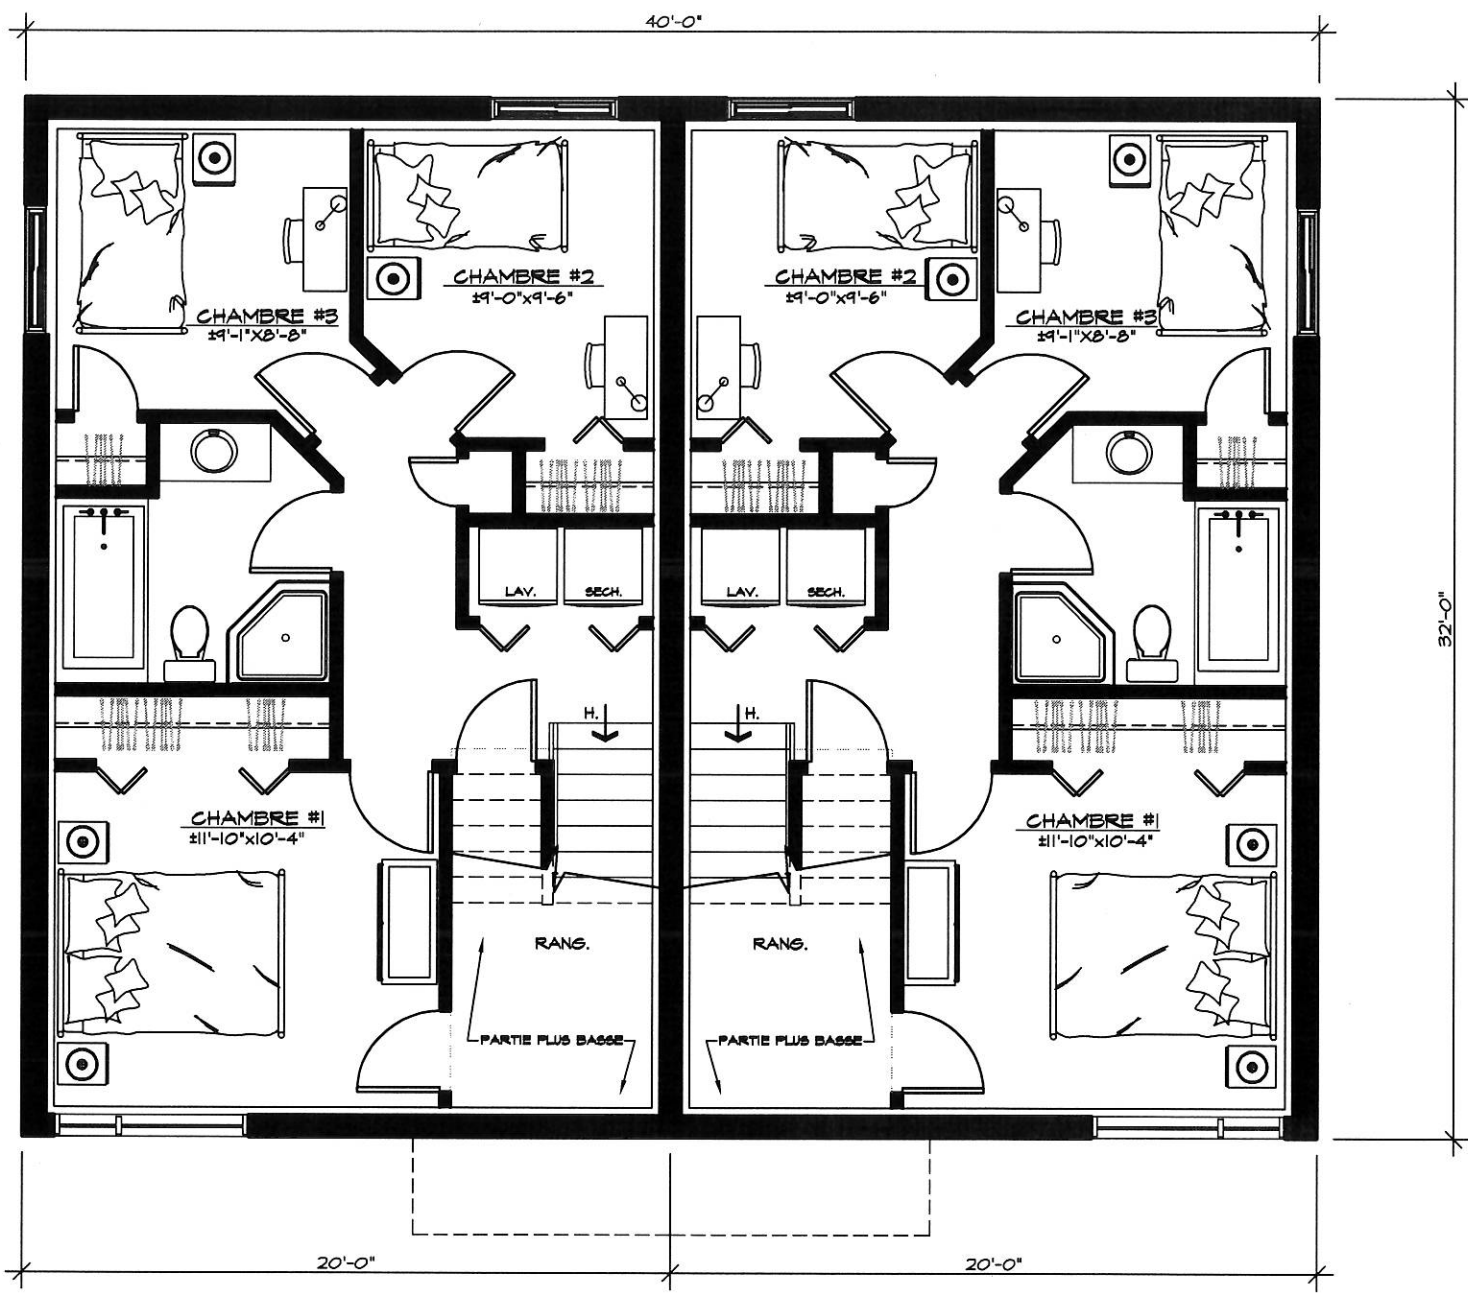 40'-0"
CHAMBRE #2
±9'-0"x9'-6"
CHAMBRE #2
±9'-0"x9'-6"
CHAMBRE #3
±9'-1"X8'-8"
CHAMBRE #3
±9'-1"X8'-8"
LAV.
SECH.
LAV.
SECH.
32'-0"
H.
H.
CHAMBRE #1
±11'-10"x10'-4"
CHAMBRE #1
±11'-10"x10'-4"
RANG.
RANG.
PARTIE PLUS BASSE
PARTIE PLUS BASSE
20'-0"
20'-0"